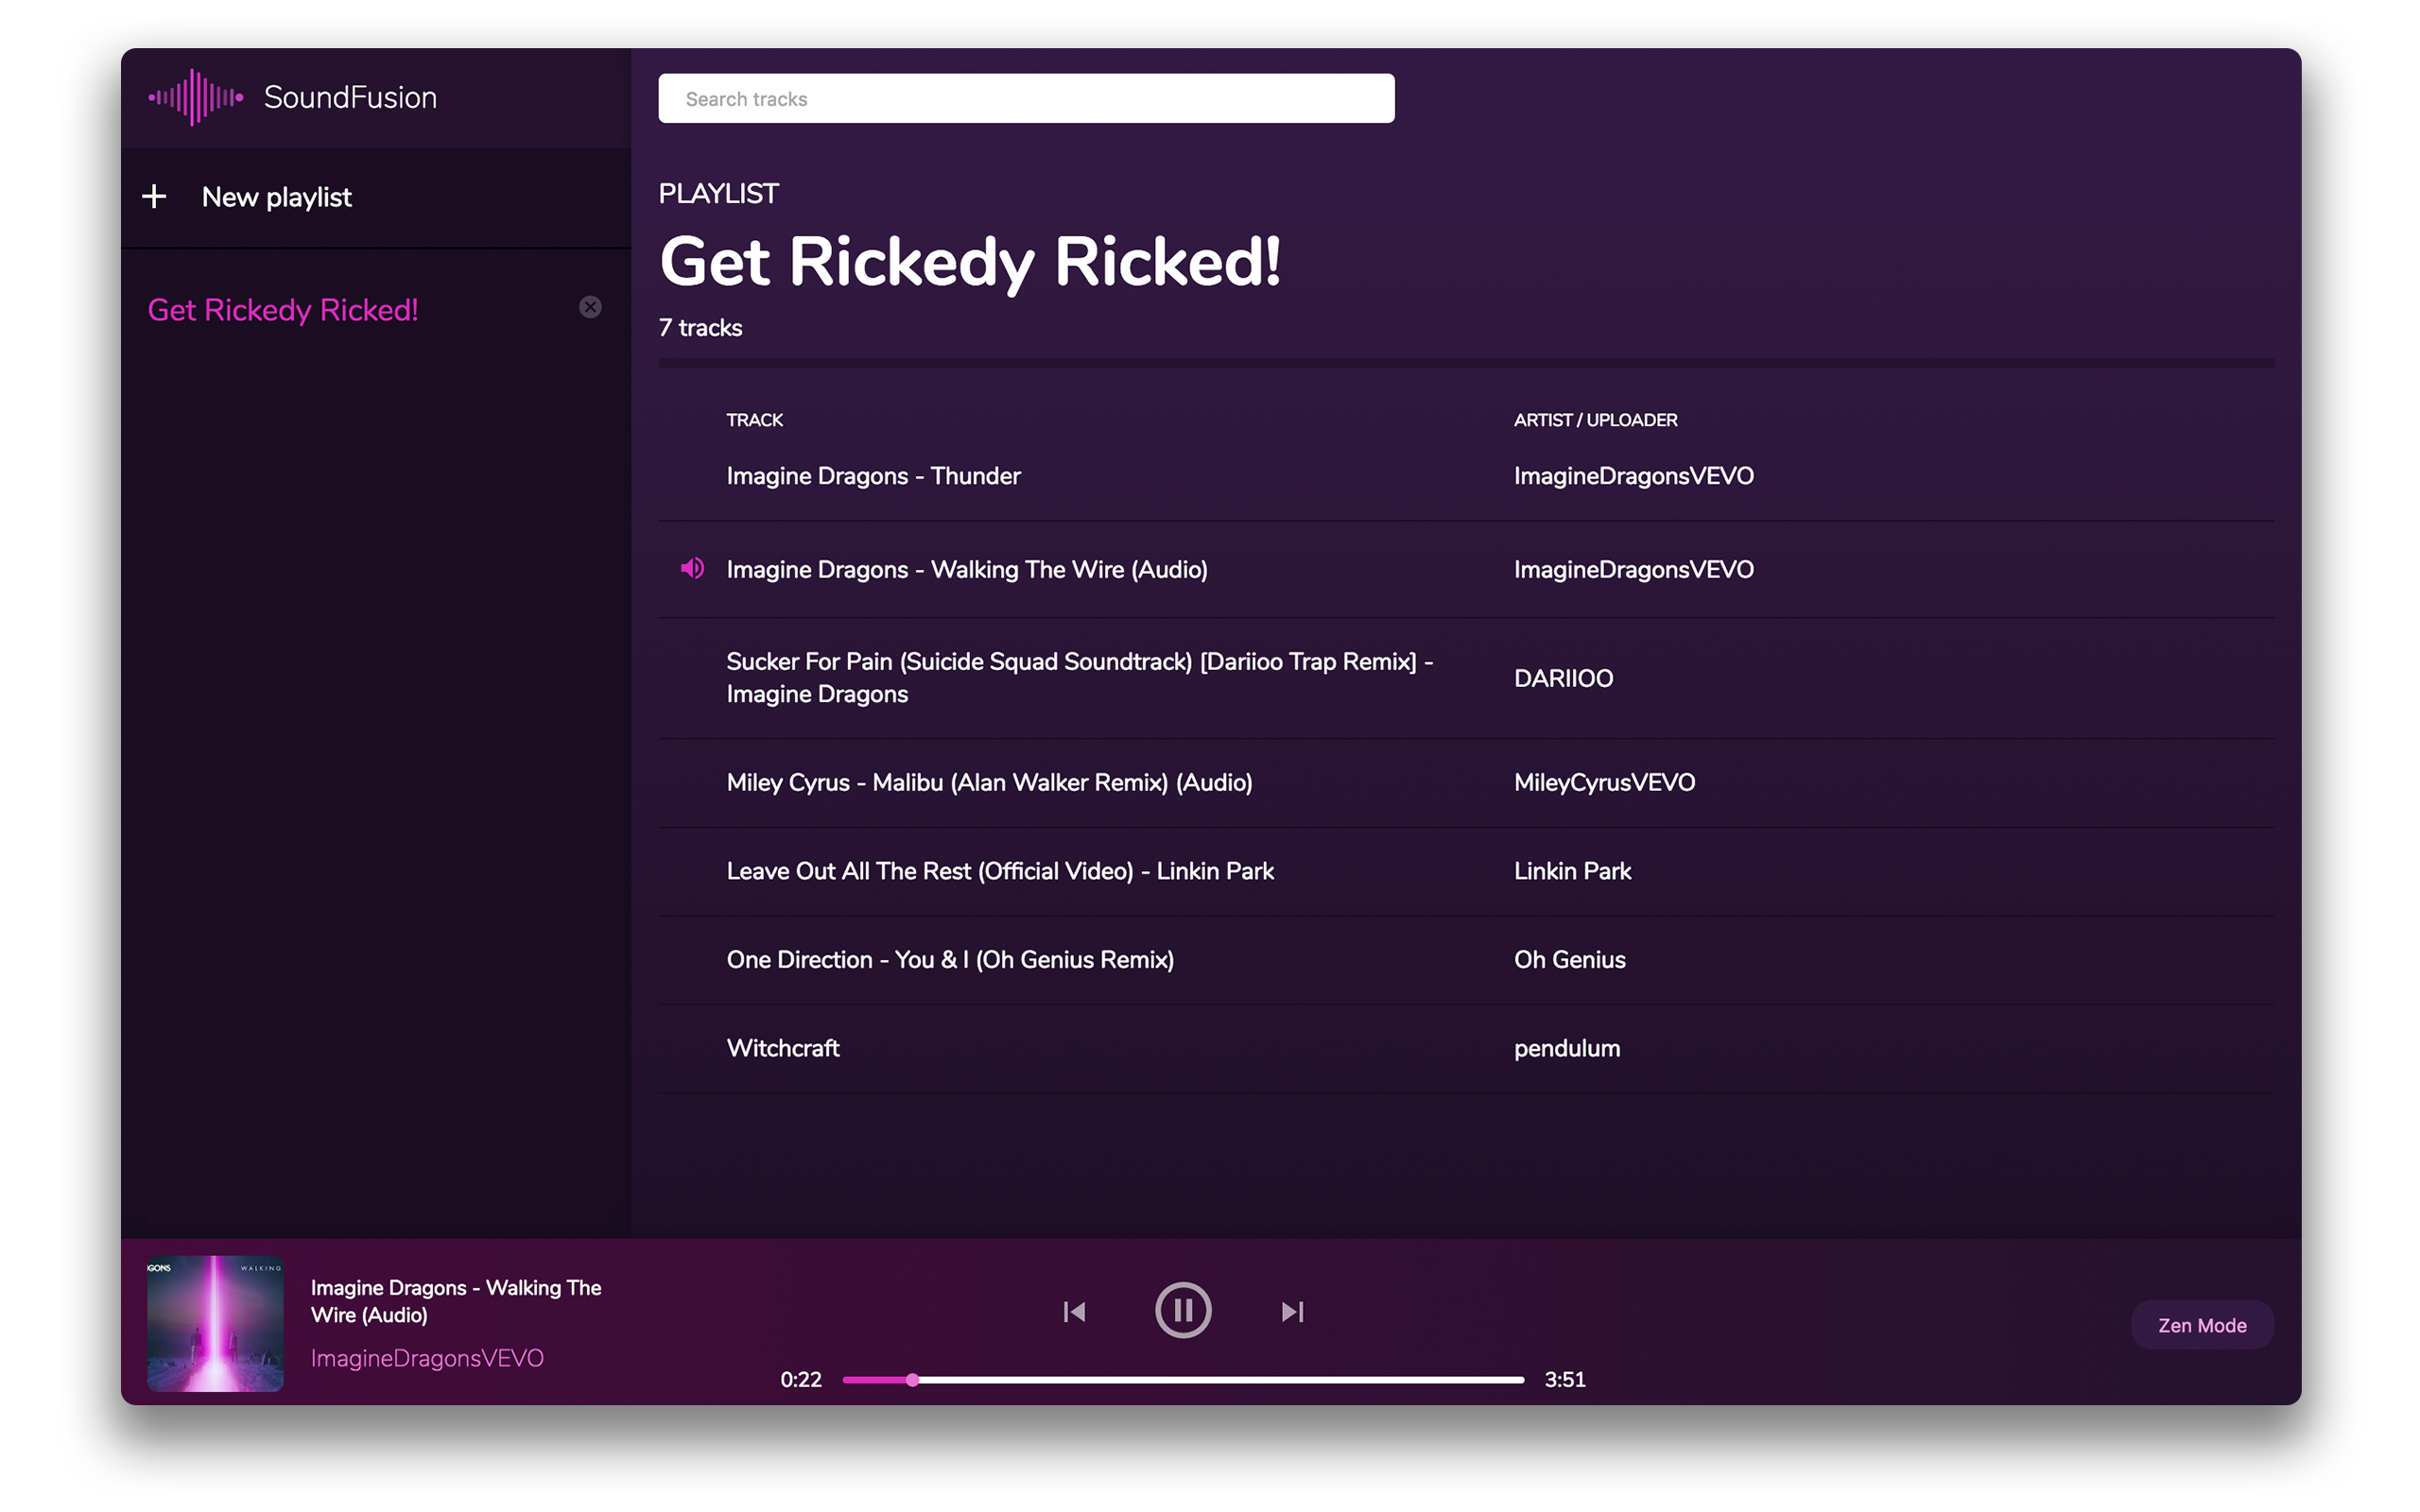 SoundFusion
Search tracks
New playlist
Get Rickedy Ricked!
PLAYLIST
Get Rickedy Ricked!
7 tracks
TRACK
ARTIST / UPLOADER
Imagine Dragons - Thunder
ImagineDragonsVEVO
Imagine Dragons - Walking The Wire (Audio)
ImagineDragonsVEVO
Sucker For Pain (Suicide Squad Soundtrack) [Dariioo Trap Remix] -
Imagine Dragons
DARIIOO
Miley Cyrus - Malibu (Alan Walker Remix) (Audio)
MileyCyrusVEVO
Leave Out All The Rest (Official Video) - Linkin Park
Linkin Park
One Direction - You & I (Oh Genius Remix)
Oh Genius
Witchcraft
pendulum
GONS WALKING
Imagine Dragons - Walking The
Wire (Audio)
ImagineDragonsVEVO
0:22
3:51
Zen Mode